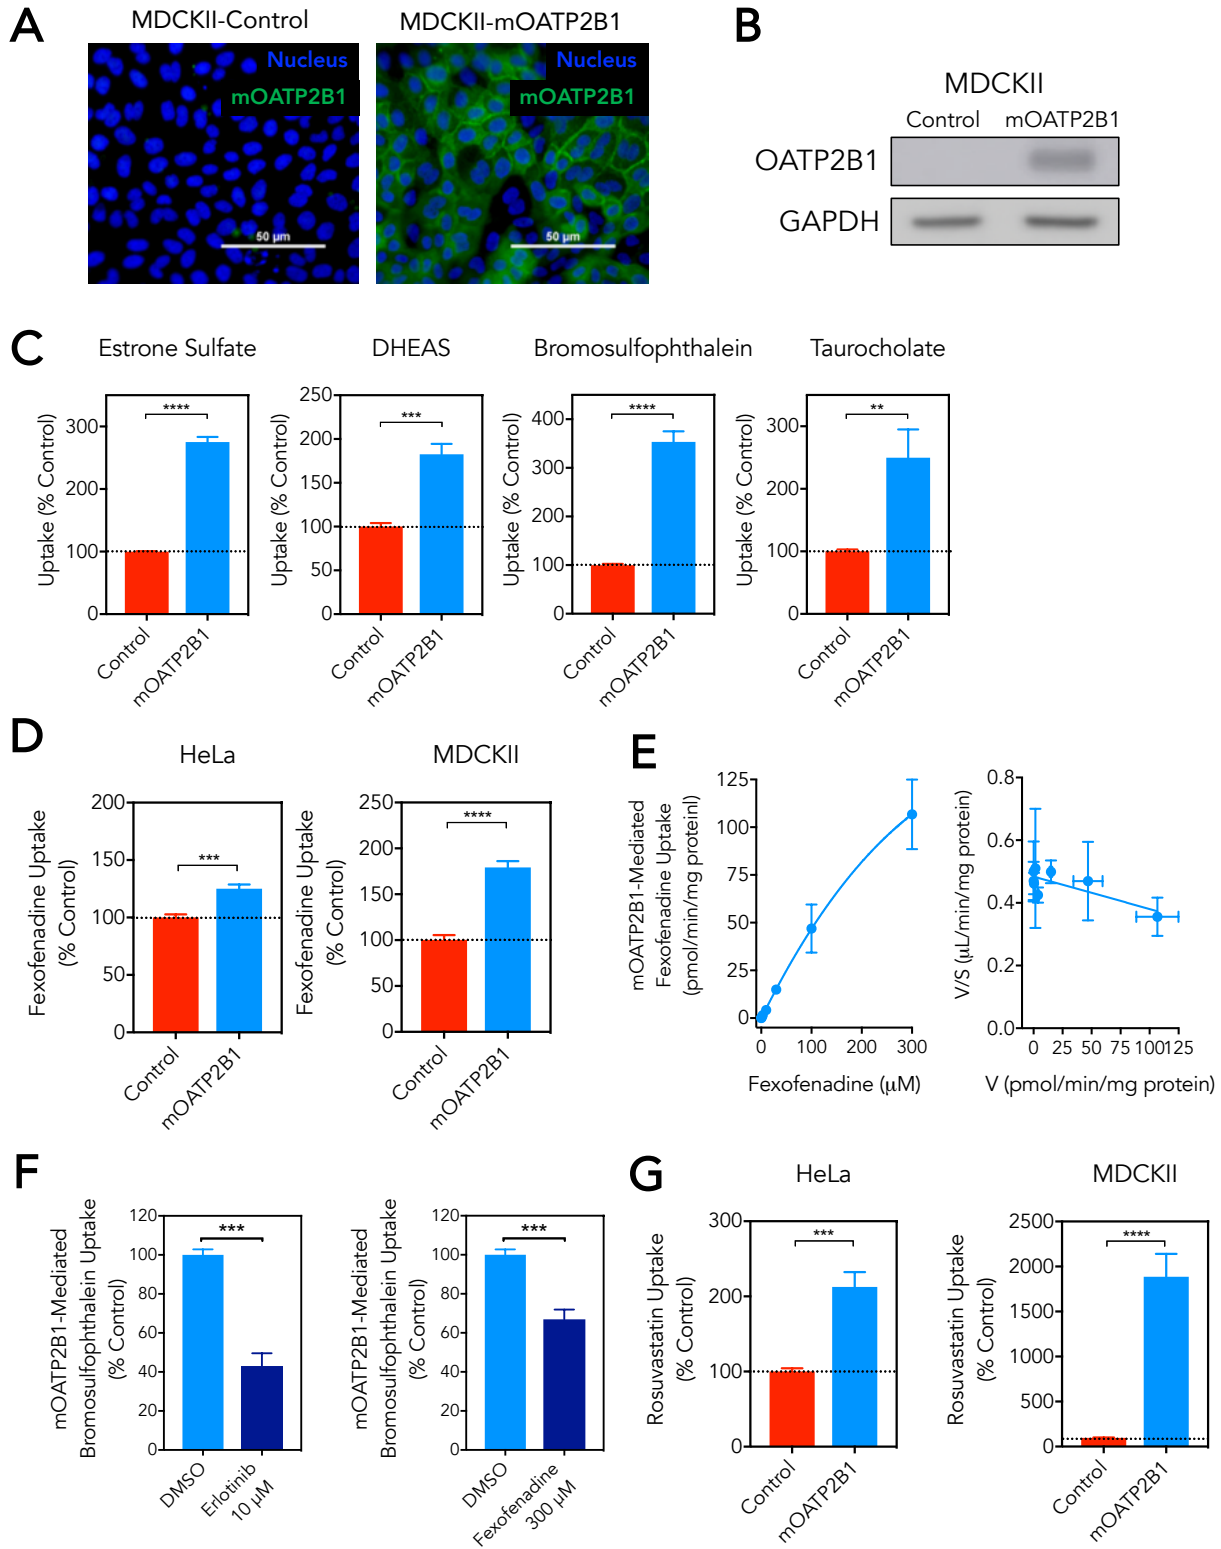 A
MDCKII-Control
MDCKII-mOATP2B1
Nucleus
mOATP2B1
50 µm
Nucleus
mOATP2B1
50 µm
B
MDCKII
Control mOATP2B1
OATP2B1
GAPDH
C
Estrone Sulfate
Uptake (% Control)
300
200
100
0
****
Control
mOATP2B1
DHEAS
Uptake (% Control)
250
200
150
100
50
0
***
Control
mOATP2B1
Bromosulfophthalein
Uptake (% Control)
400
300
400
100
0
****
Control
mOATP2B1
Taurocholate
Uptake (% Control)
300
200
100
0
**
Control
mOATP2B1
D
HeLa
Fexofenadine Uptake
(% Control)
200
150
100
50
0
***
Control
mOATP2B1
MDCKII
Fexofenadine Uptake
(% Control)
250
200
150
100
50
0
****
Control
mOATP2B1
E
mOATP2B1-Mediated
Fexofenadine Uptake
(pmol/min/mg proteinl)
125
100
75
50
25
0
0 100 200 300
Fexofenadine (µM)
V/S (µL/min/mg protein)
0.8
0.6
0.4
0.2
0.0
0 25 50 75 100 125
V (pmol/min/mg protein)
F
mOATP2B1-Mediated
Bromosulfophthalein Uptake
(% Control)
120
100
80
60
40
20
0
***
DMSO
Erlotinib
10 µM
mOATP2B1-Mediated
Bromosulfophthalein Uptake
(% Control)
120
100
80
60
40
20
0
***
DMSO
Fexofenadine
300 µM
G
HeLa
Rosuvastatin Uptake
(% Control)
300
200
100
0
***
Control
mOATP2B1
MDCKII
Rosuvastatin Uptake
(% Control)
2500
2000
1500
1000
500
0
****
Control
mOATP2B1